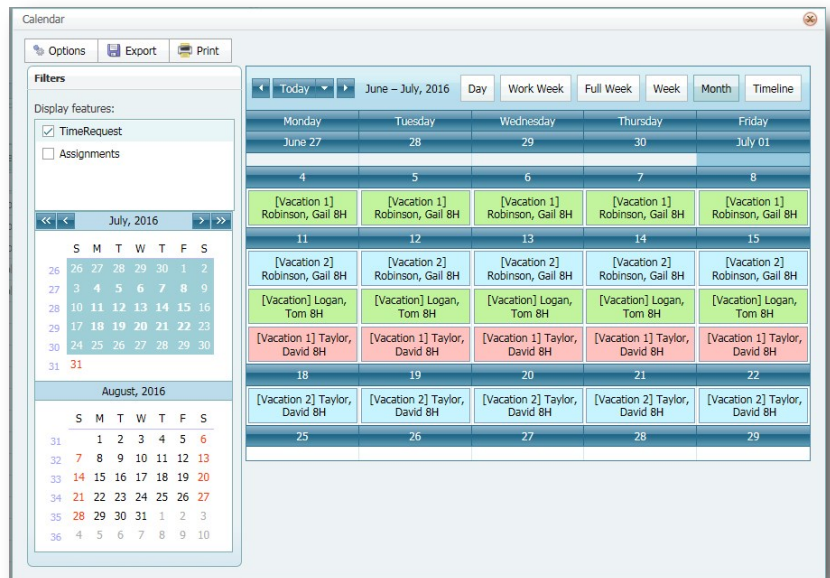 Calendar
Options Export Print
Filters
Display features:
TimeRequest
Assignments
July, 2016
S M T W T F S
26 26 27 28 29 30 1 2
27 3 4 5 6 7 8 9
28 10 11 12 13 14 15 16
29 17 18 19 20 21 22 23
30 24 25 26 27 28 29 30
31 31
August, 2016
S M T W T F S
31 1 2 3 4 5 6
32 7 8 9 10 11 12 13
33 14 15 16 17 18 19 20
34 21 22 23 24 25 26 27
35 28 29 30 31 1 2 3
36 4 5 6 7 8 9 10
Today June – July, 2016 Day Work Week Full Week Week Month Timeline
Monday Tuesday Wednesday Thursday Friday
June 27 28 29 30 July 01
4 5 6 7 8
[Vacation 1] [Vacation 1] [Vacation 1] [Vacation 1] [Vacation 1]
Robinson, Gail 8H Robinson, Gail 8H Robinson, Gail 8H Robinson, Gail 8H Robinson, Gail 8H
11 12 13 14 15
[Vacation 2] [Vacation 2] [Vacation 2] [Vacation 2] [Vacation 2]
Robinson, Gail 8H Robinson, Gail 8H Robinson, Gail 8H Robinson, Gail 8H Robinson, Gail 8H
[Vacation] Logan, [Vacation] Logan, [Vacation] Logan, [Vacation] Logan, [Vacation] Logan,
Tom 8H Tom 8H Tom 8H Tom 8H Tom 8H
[Vacation 1] Taylor, [Vacation 1] Taylor, [Vacation 1] Taylor, [Vacation 1] Taylor, [Vacation 1] Taylor,
David 8H David 8H David 8H David 8H David 8H
18 19 20 21 22
[Vacation 2] Taylor, [Vacation 2] Taylor, [Vacation 2] Taylor, [Vacation 2] Taylor, [Vacation 2] Taylor,
David 8H David 8H David 8H David 8H David 8H
25 26 27 28 29